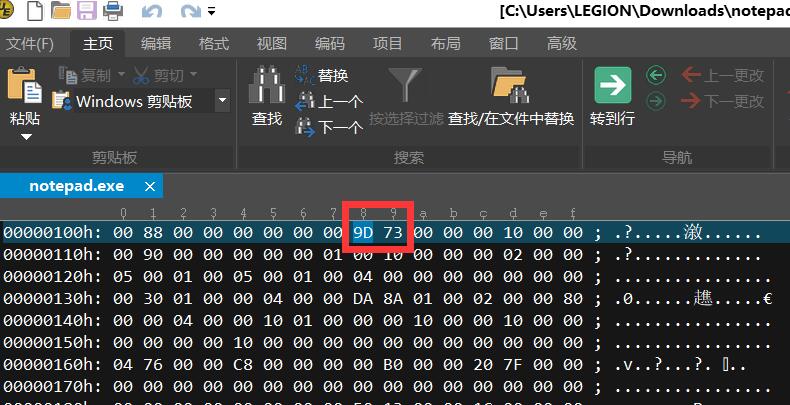 [C:\Users\LEGION\Downloads\notepad
文件(F) 主页 编辑 格式 视图 编码 项目 布局 窗口 高级
粘贴
复制 剪切
Windows 剪贴板
剪贴板
查找
替换
上一个
下一个
按选择过滤
查找/在文件中替换
搜索
转到行
上一更改
下一更改
导航
notepad.exe ×
0 1 2 3 4 5 6 7 8 9 a b c d e f
00000100h: 00 88 00 00 00 00 00 00 9D 73 00 00 00 10 00 00 ; .?.....漵......
00000110h: 00 90 00 00 00 00 00 01 00 10 00 00 00 02 00 00 ;
00000120h: 05 00 01 00 05 00 01 00 04 00 00 00 00 00 00 00 ; ................
00000130h: 00 30 01 00 00 04 00 00 DA 8A 01 00 02 00 00 80 ; .0......趮.....€
00000140h: 00 00 04 00 00 10 01 00 00 00 10 00 00 10 00 00 ; ................
00000150h: 00 00 00 00 10 00 00 00 00 00 00 00 00 00 00 00 ; ................
00000160h: 04 76 00 00 C8 00 00 00 00 B0 00 00 20 7F 00 00 ; .v..?...?.
00000170h: 00 00 00 00 00 00 00 00 00 00 00 00 00 00 00 00 ; ................